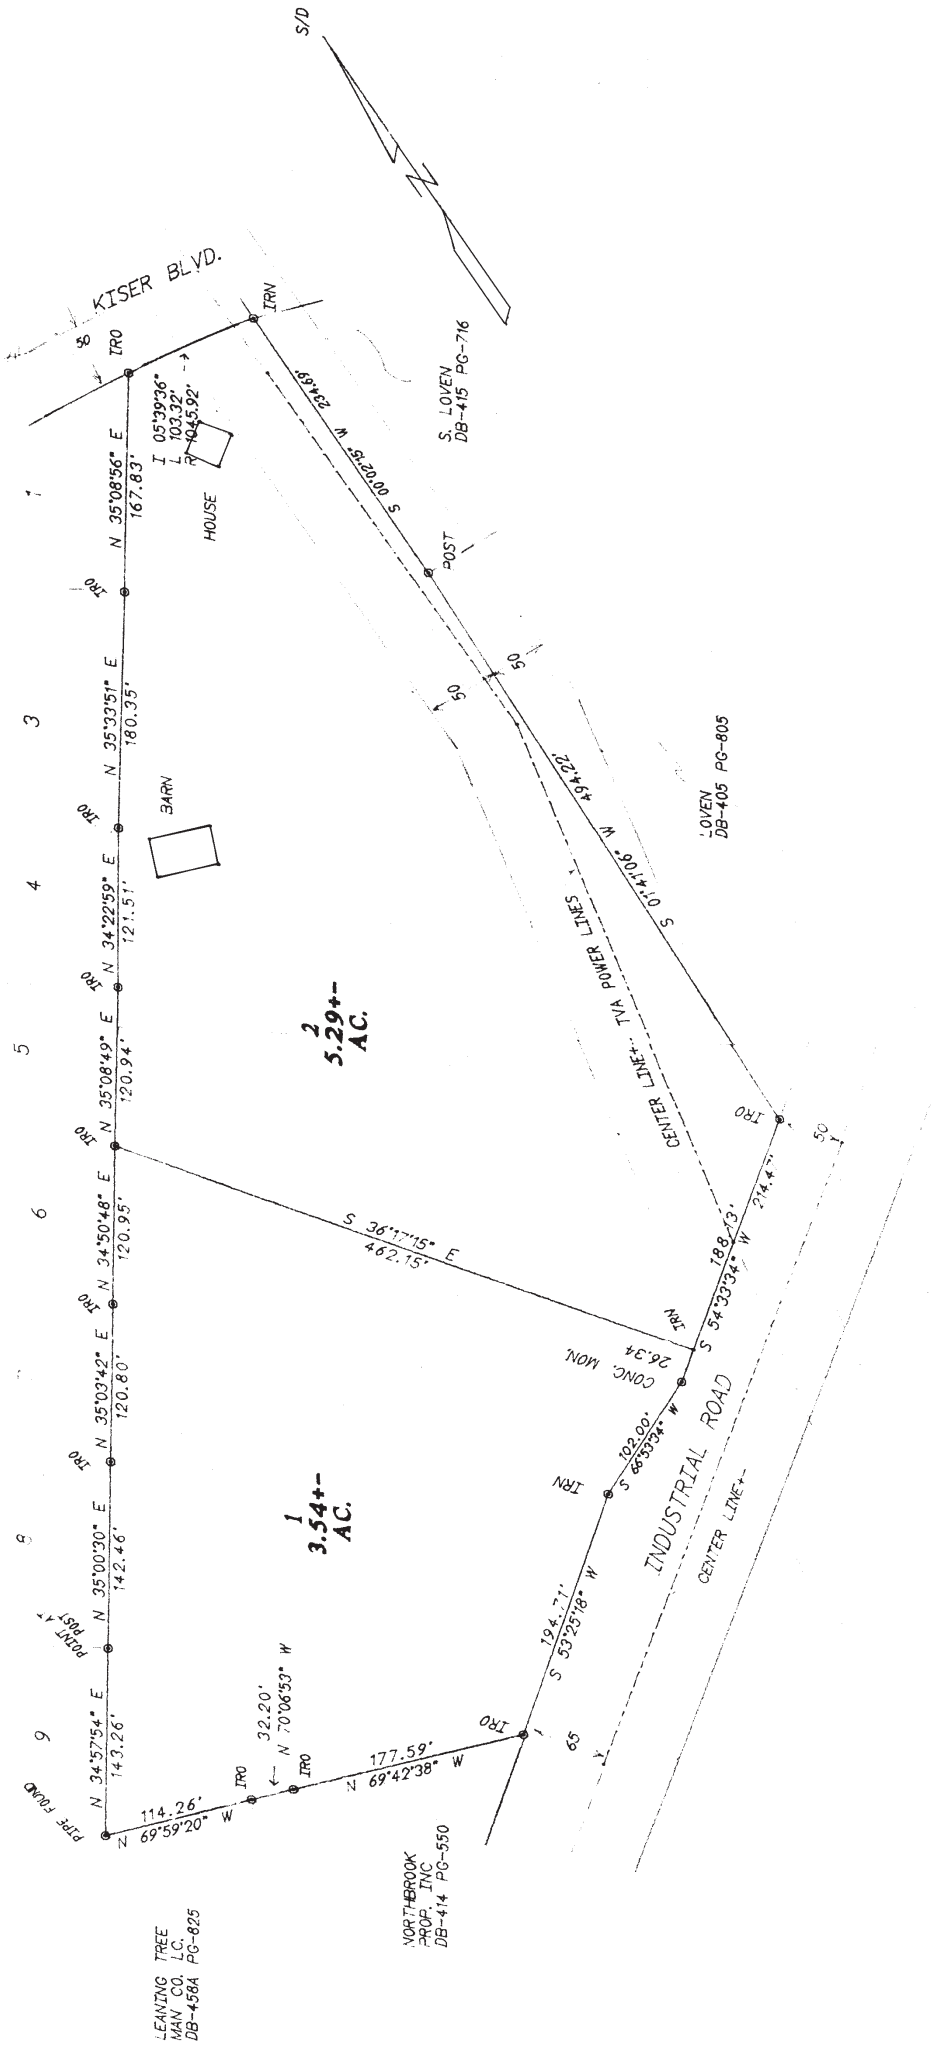 S/D
N
KISER BLVD.
50
IRO
IRN
I 05°39'36"
L 103.32'
R 1045.92'
HOUSE
1
N 35°08'56" E
167.83'
IRO
3
N 35°33'51" E
180.35'
IRO
BARN
4
N 34°22'59" E
121.51'
IRO
5
N 35°08'49" E
120.94'
IRO
6
N 34°50'48" E
120.95'
IRO
N 35°03'42" E
120.80'
IRO
8
N 35°00'30" E
142.46'
POINT AT
POST
9
N 34°57'54" E
143.26'
PIPE FOUND
S 00°02'15" W
234.69'
S. LOVEN
DB-415 PG-716
POST
50
50
S 01°41'06" W
494.22'
LOVEN
DB-405 PG-805
CENTER LINE+- TVA POWER LINES
2
5.29+-
AC.
S 36°17'15" E
462.15'
IRO
50
214.47'
188.13'
S 54°33'34" W
IRN
26.34
CONC. MON.
102.00'
S 66°53'34" W
IRN
INDUSTRIAL ROAD
CENTER LINE+-
1
3.54+-
AC.
194.71'
S 53°25'18" W
IRO
65
177.59'
N 69°42'38" W
IRO
32.20'
N 70°06'53" W
IRO
114.26'
N 69°59'20" W
NORTHBROOK
PROP. INC
DB-414 PG-550
LEANING TREE
MAN CO. LC.
DB-458A PG-825